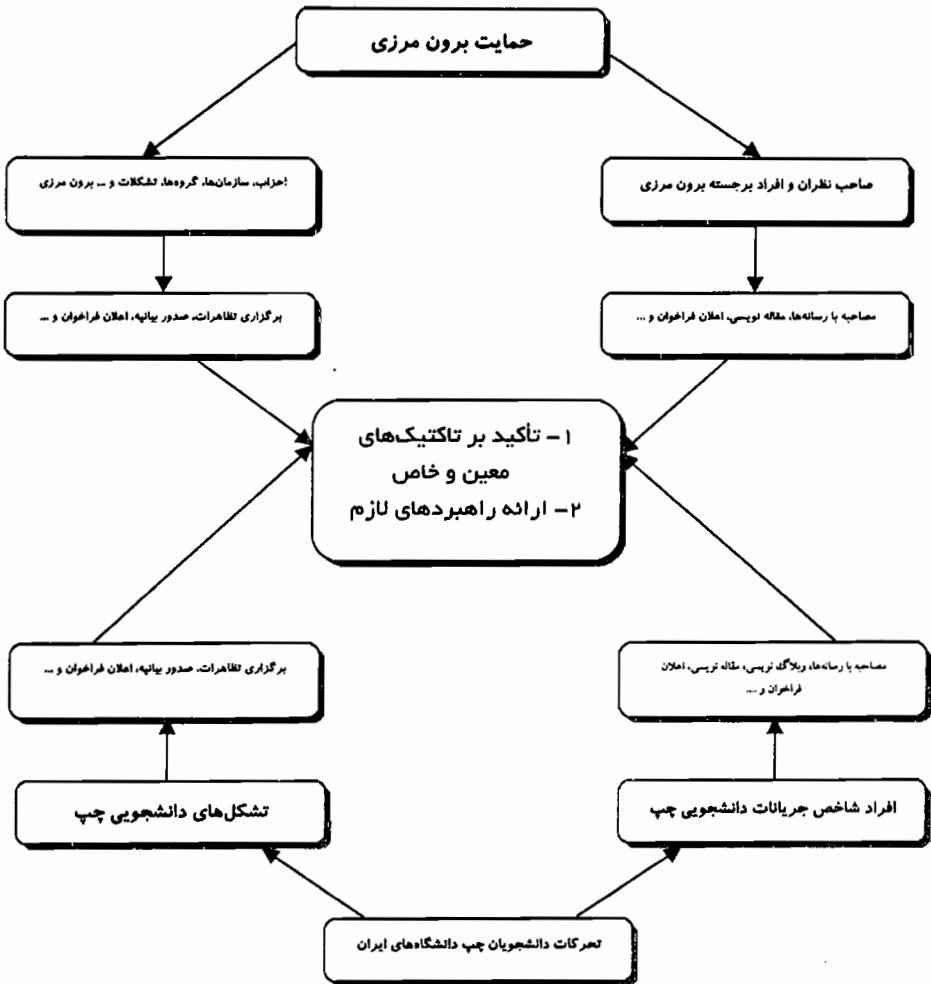 حمایت برون مرزی
صاحب نظران و افراد برجسته برون مرزی
احزاب، سازمان‌ها، گروه‌ها، تشکلات و ... برون مرزی
مصاحبه با رسانه‌ها، مقاله نویسی، اعلان فراخوان و ...
برگزاری تظاهرات، صدور بیانیه، اعلان فراخوان و ...
۱- تأکید بر تاکتیک‌های
معین و خاص
۲- ارائه راهبردهای لازم
مصاحبه با رسانه‌ها، وبلاگ نویسی، مقاله نویسی، اعلان
فراخوان و ....
برگزاری تظاهرات، صدور بیانیه، اعلان فراخوان و ...
افراد شاخص جریانات دانشجویی چپ
تشکل‌های دانشجویی چپ
تحرکات دانشجویان چپ دانشگاه‌های ایران